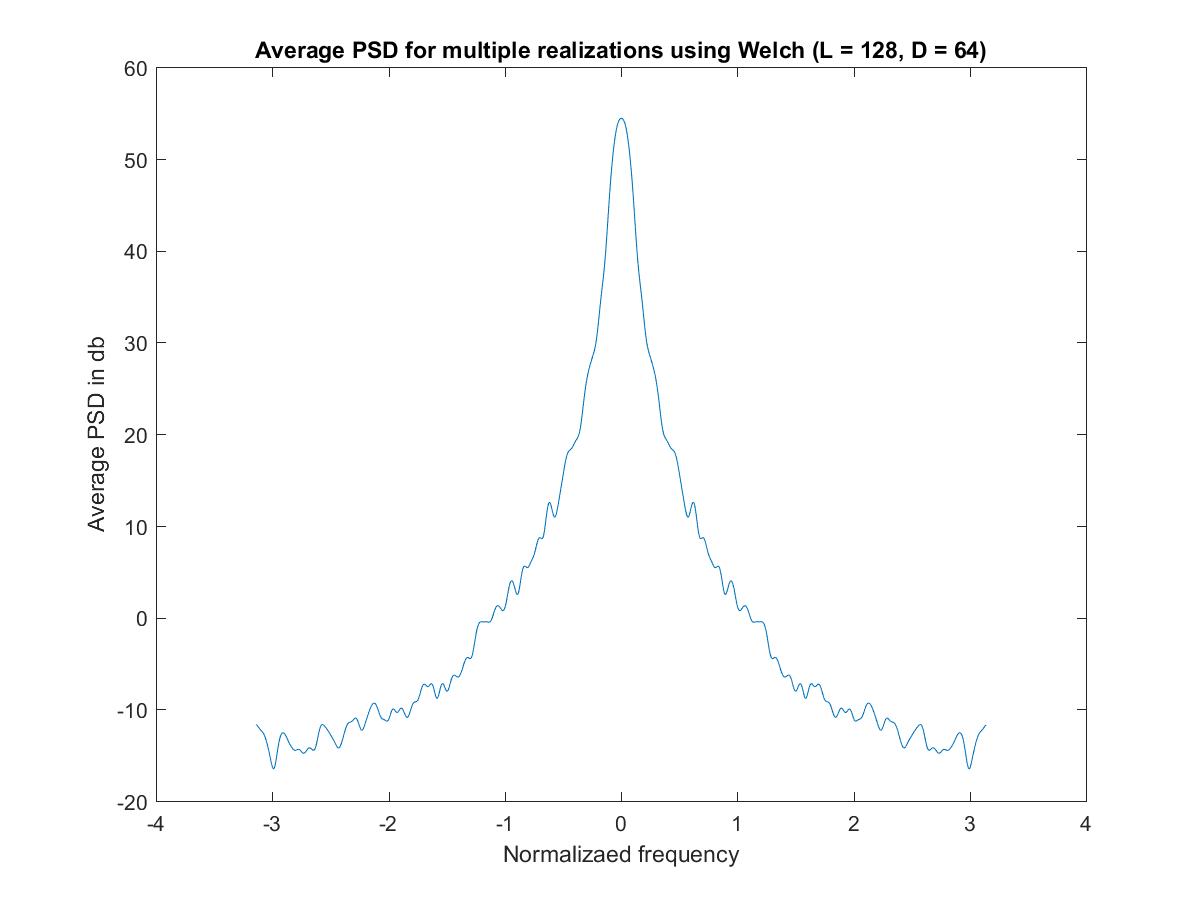 Average PSD for multiple realizations using Welch (L = 128, D = 64)
60
50
40
30
20
10
0
-10
-20
Average PSD in db
-4 -3 -2 -1 0 1 2 3 4
Normalizaed frequency